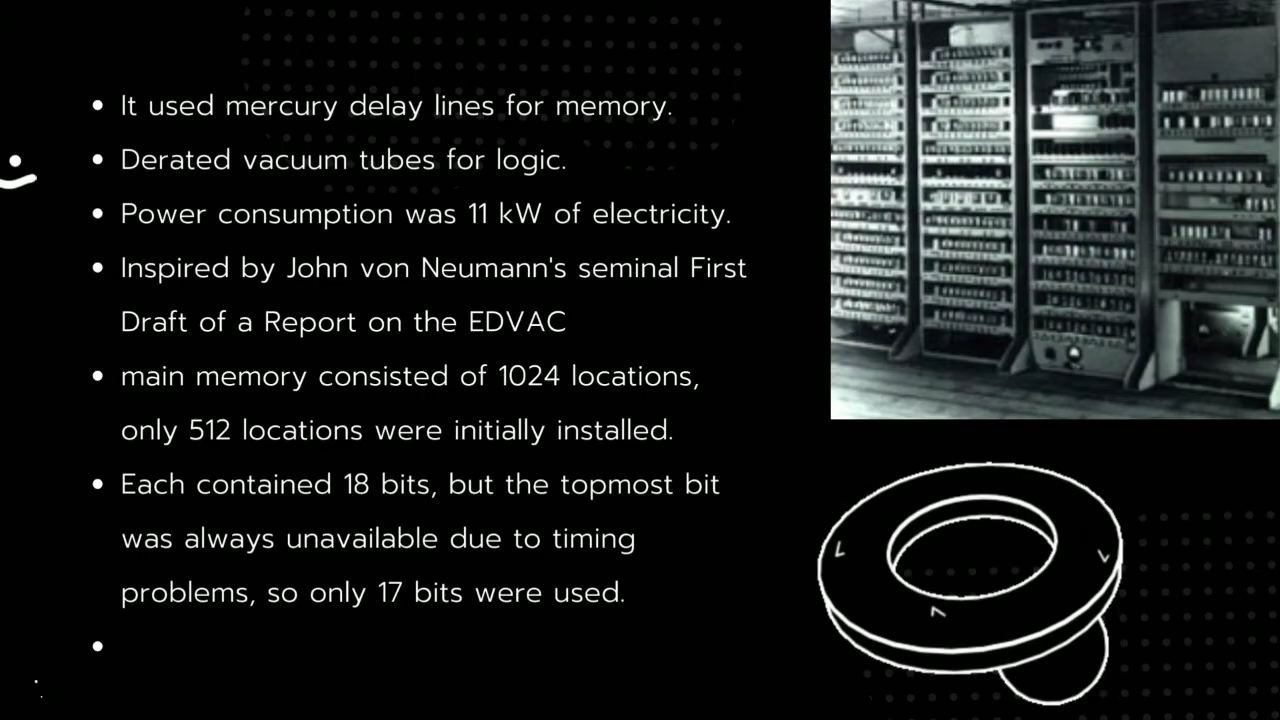 • It used mercury delay lines for memory.
• Derated vacuum tubes for logic.
• Power consumption was 11 kW of electricity.
• Inspired by John von Neumann's seminal First
Draft of a Report on the EDVAC
• main memory consisted of 1024 locations,
only 512 locations were initially installed.
• Each contained 18 bits, but the topmost bit
was always unavailable due to timing
problems, so only 17 bits were used.
•